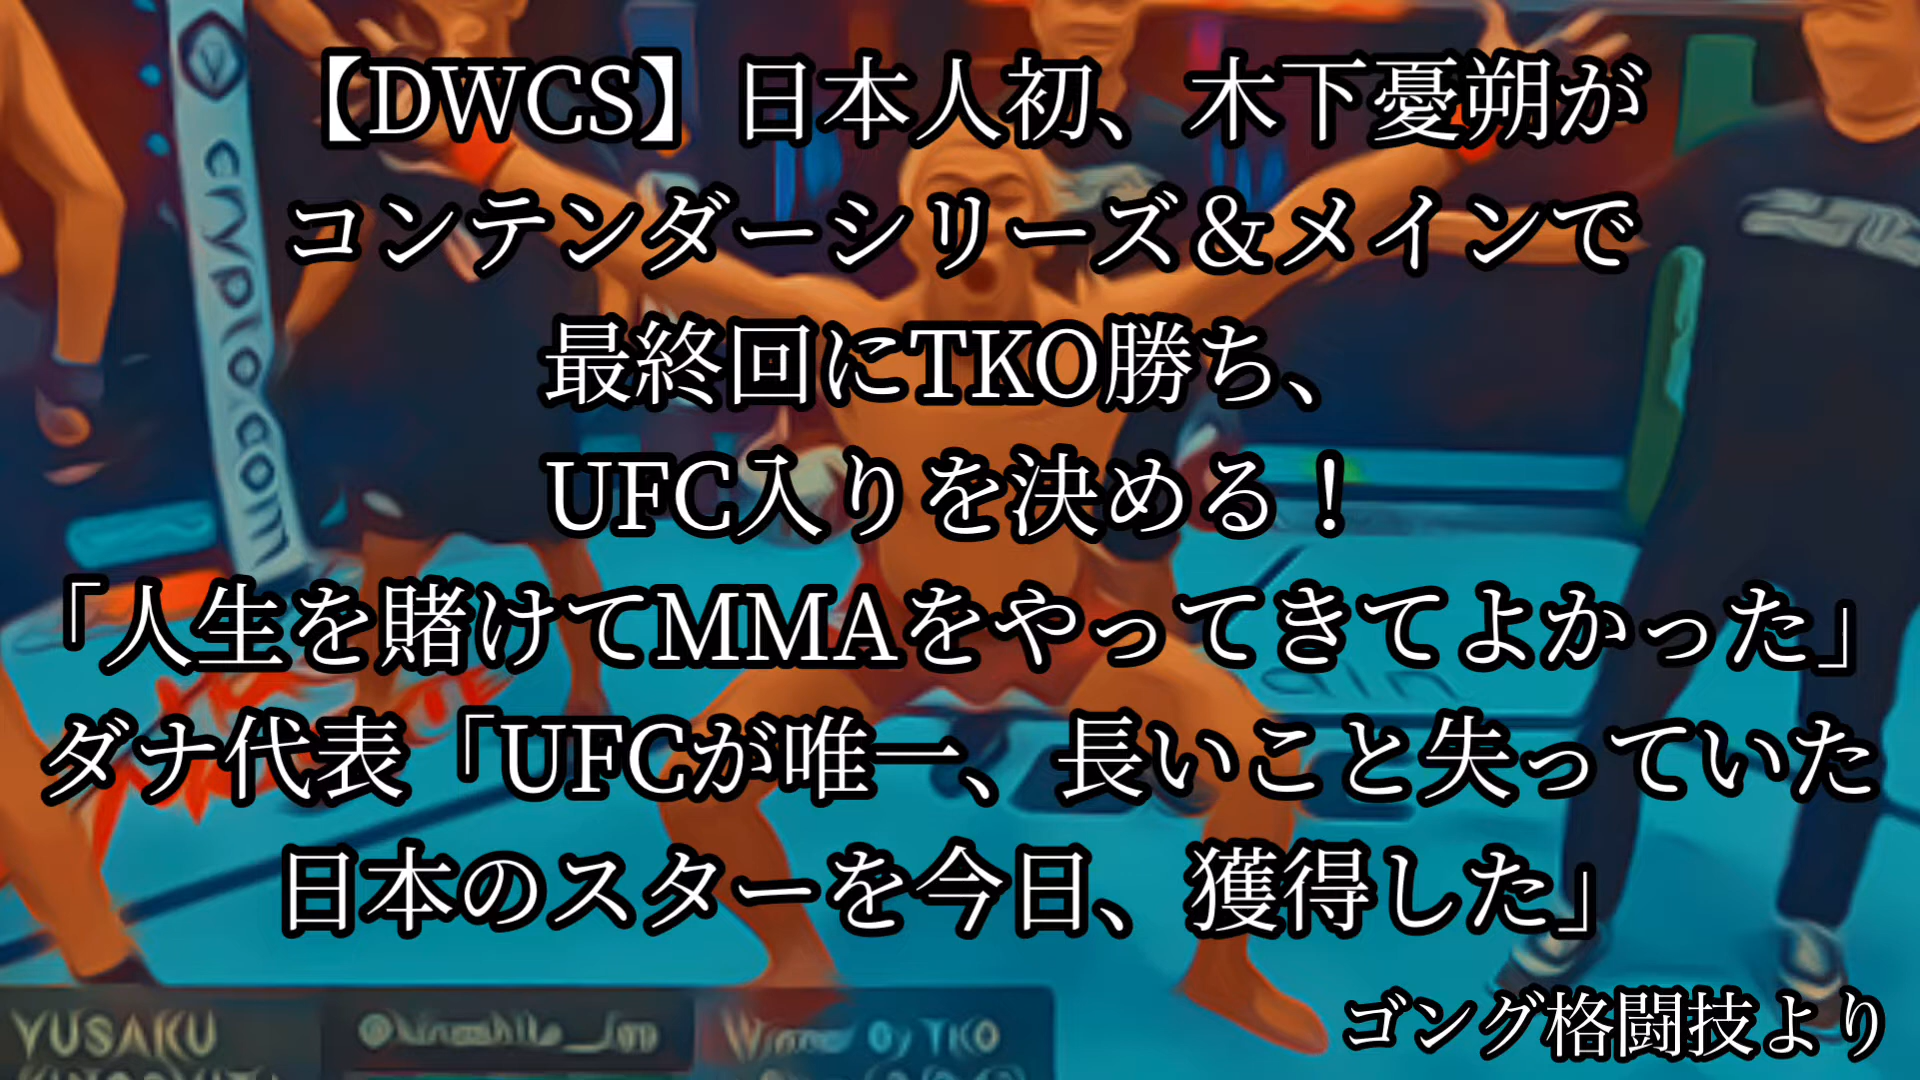 【DWCS】日本人初、木下憂朔が
コンテンダーシリーズ&メインで
最終回にTKO勝ち、
UFC入りを決める！
「人生を賭けてMMAをやってきてよかった」
ダナ代表「UFCが唯一、長いこと失っていた
日本のスターを今日、獲得した」
ゴング格闘技より
crypto.com
YUSAKU
Winner By TKO